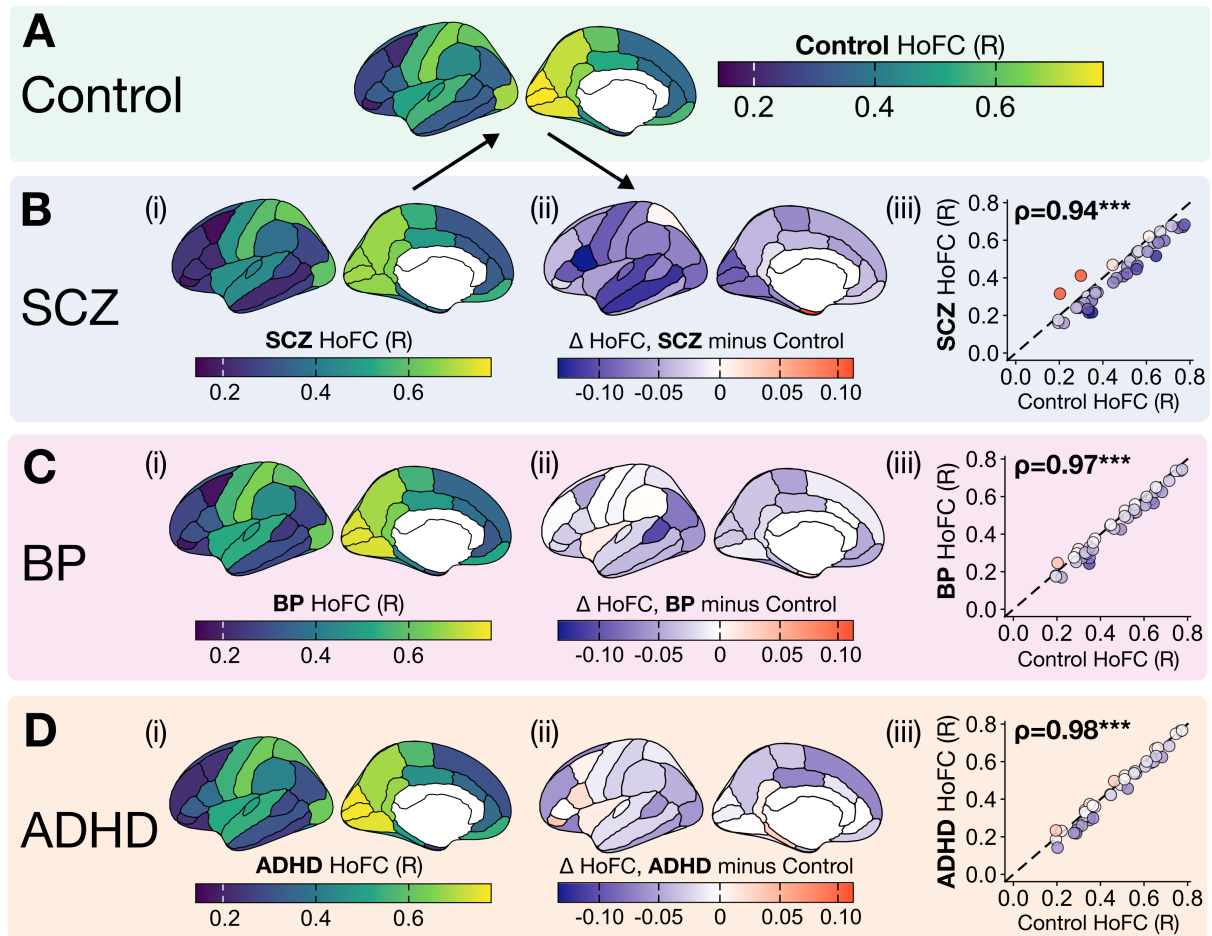 A
Control
Control HoFC (R)
0.2 0.4 0.6
B
SCZ
(i)
SCZ HoFC (R)
0.2 0.4 0.6
(ii)
Δ HoFC, SCZ minus Control
-0.10 -0.05 0 0.05 0.10
(iii)
ρ=0.94***
SCZ HoFC (R)
0.8
0.6
0.4
0.2
0.0
0.0 0.2 0.4 0.6 0.8
Control HoFC (R)
C
BP
(i)
BP HoFC (R)
0.2 0.4 0.6
(ii)
Δ HoFC, BP minus Control
-0.10 -0.05 0 0.05 0.10
(iii)
ρ=0.97***
BP HoFC (R)
0.8
0.6
0.4
0.2
0.0
0.0 0.2 0.4 0.6 0.8
Control HoFC (R)
D
ADHD
(i)
ADHD HoFC (R)
0.2 0.4 0.6
(ii)
Δ HoFC, ADHD minus Control
-0.10 -0.05 0 0.05 0.10
(iii)
ρ=0.98***
ADHD HoFC (R)
0.8
0.6
0.4
0.2
0.0
0.0 0.2 0.4 0.6 0.8
Control HoFC (R)